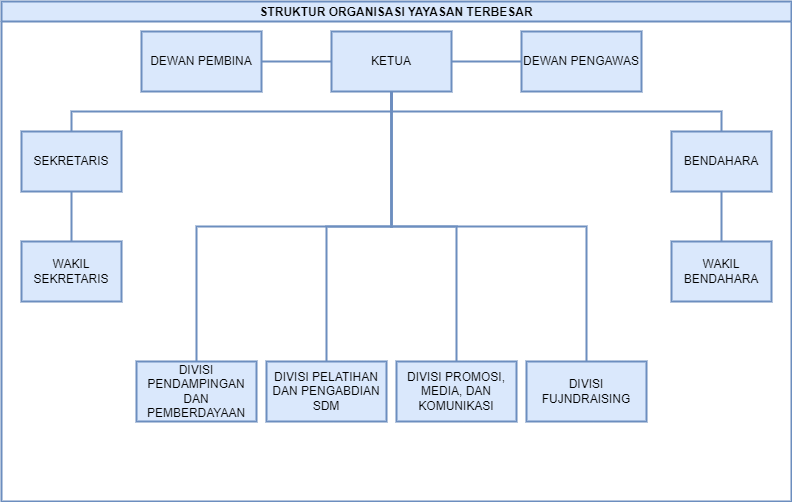 STRUKTUR ORGANISASI YAYASAN TERBESAR
DEWAN PEMBINA
KETUA
DEWAN PENGAWAS
SEKRETARIS
BENDAHARA
WAKIL
SEKRETARIS
WAKIL
BENDAHARA
DIVISI
PENDAMPINGAN
DAN
PEMBERDAYAAN
DIVISI PELATIHAN
DAN PENGABDIAN
SDM
DIVISI PROMOSI,
MEDIA, DAN
KOMUNIKASI
DIVISI
FUJNDRAISING